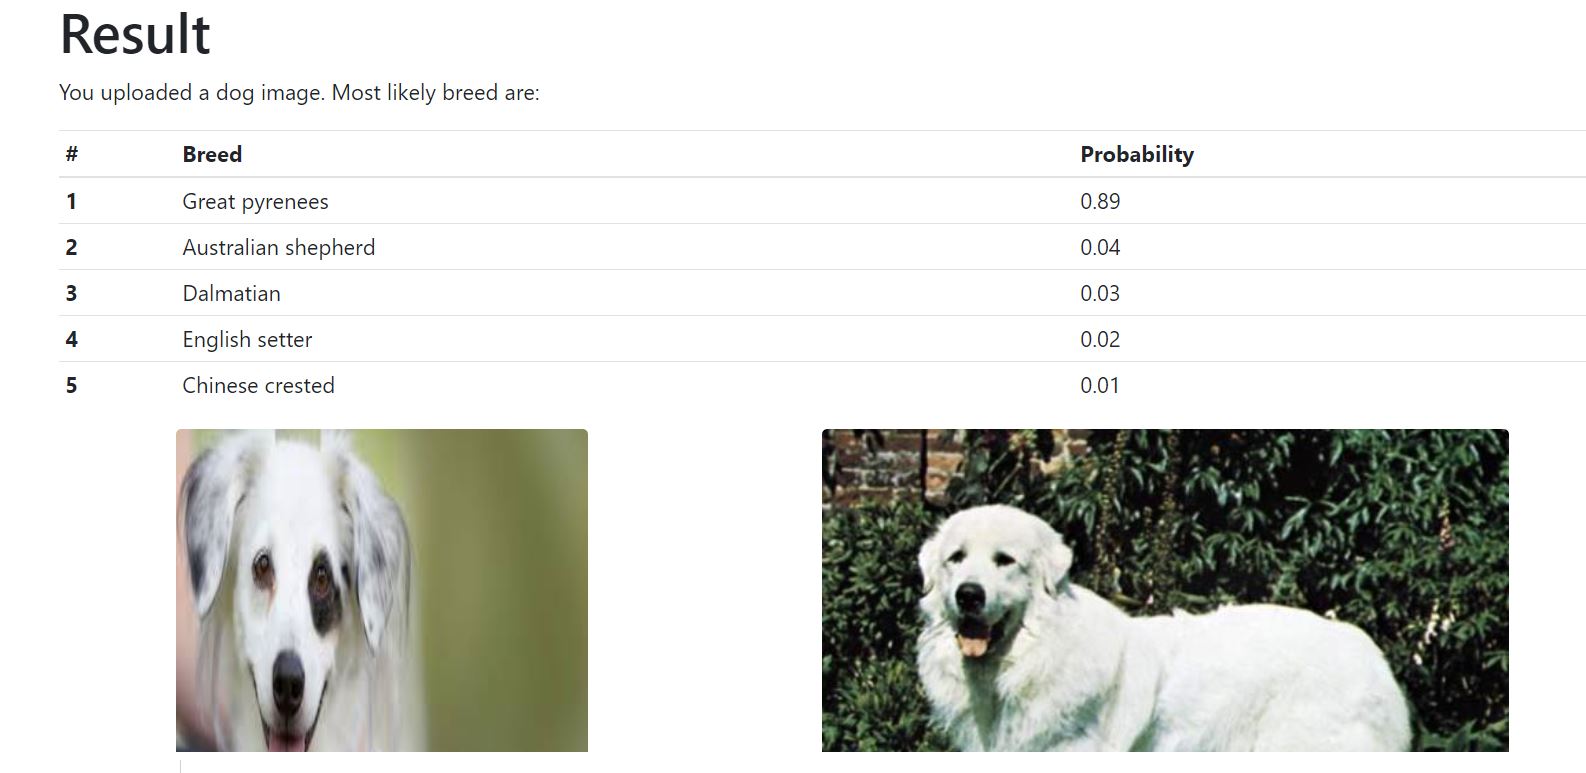 Result
You uploaded a dog image. Most likely breed are:
# Breed Probability
1 Great pyrenees 0.89
2 Australian shepherd 0.04
3 Dalmatian 0.03
4 English setter 0.02
5 Chinese crested 0.01